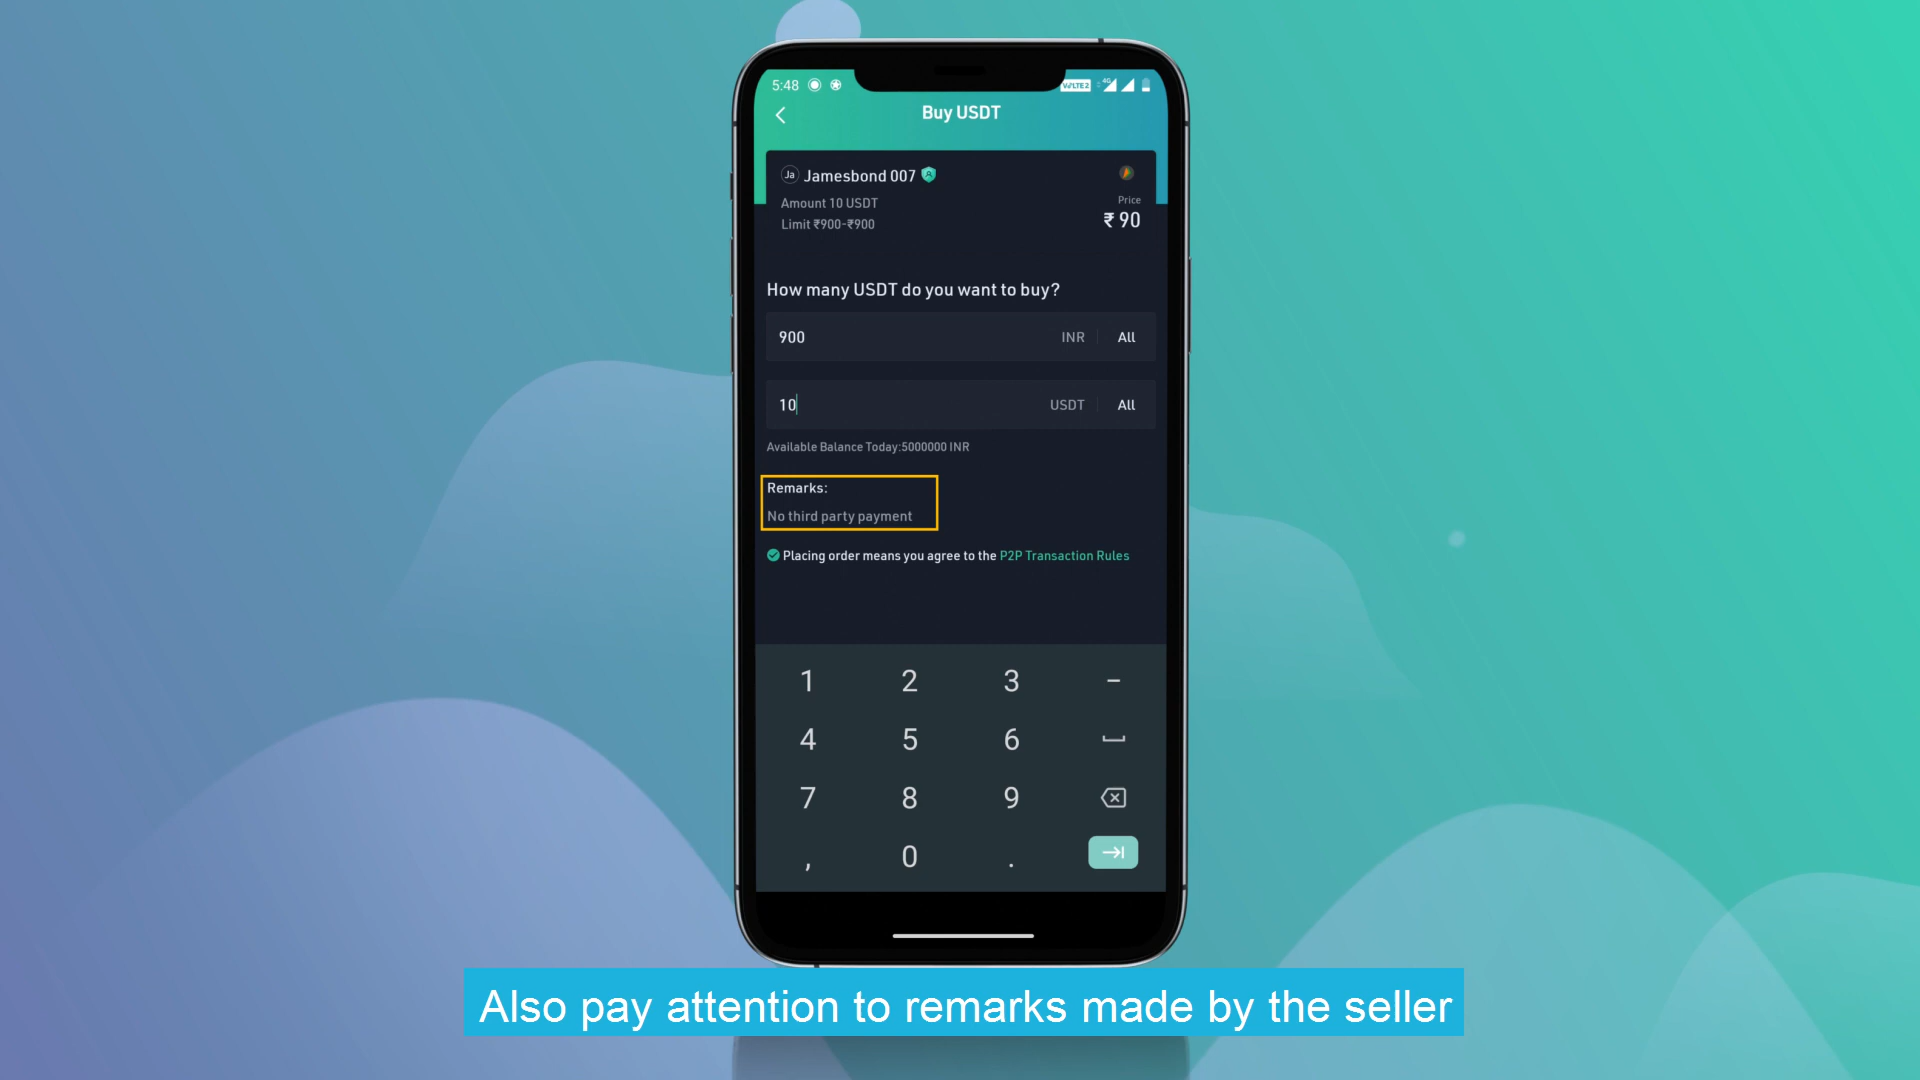 5:48
VoLTE2 4G
Buy USDT
Ja Jamesbond 007
Amount 10 USDT
Limit ₹900-₹900
Price
₹ 90
How many USDT do you want to buy?
900 INR All
10 USDT All
Available Balance Today:5000000 INR
Remarks:
No third party payment
Placing order means you agree to the P2P Transaction Rules
1 2 3 -
4 5 6
7 8 9
, 0 .
Also pay attention to remarks made by the seller